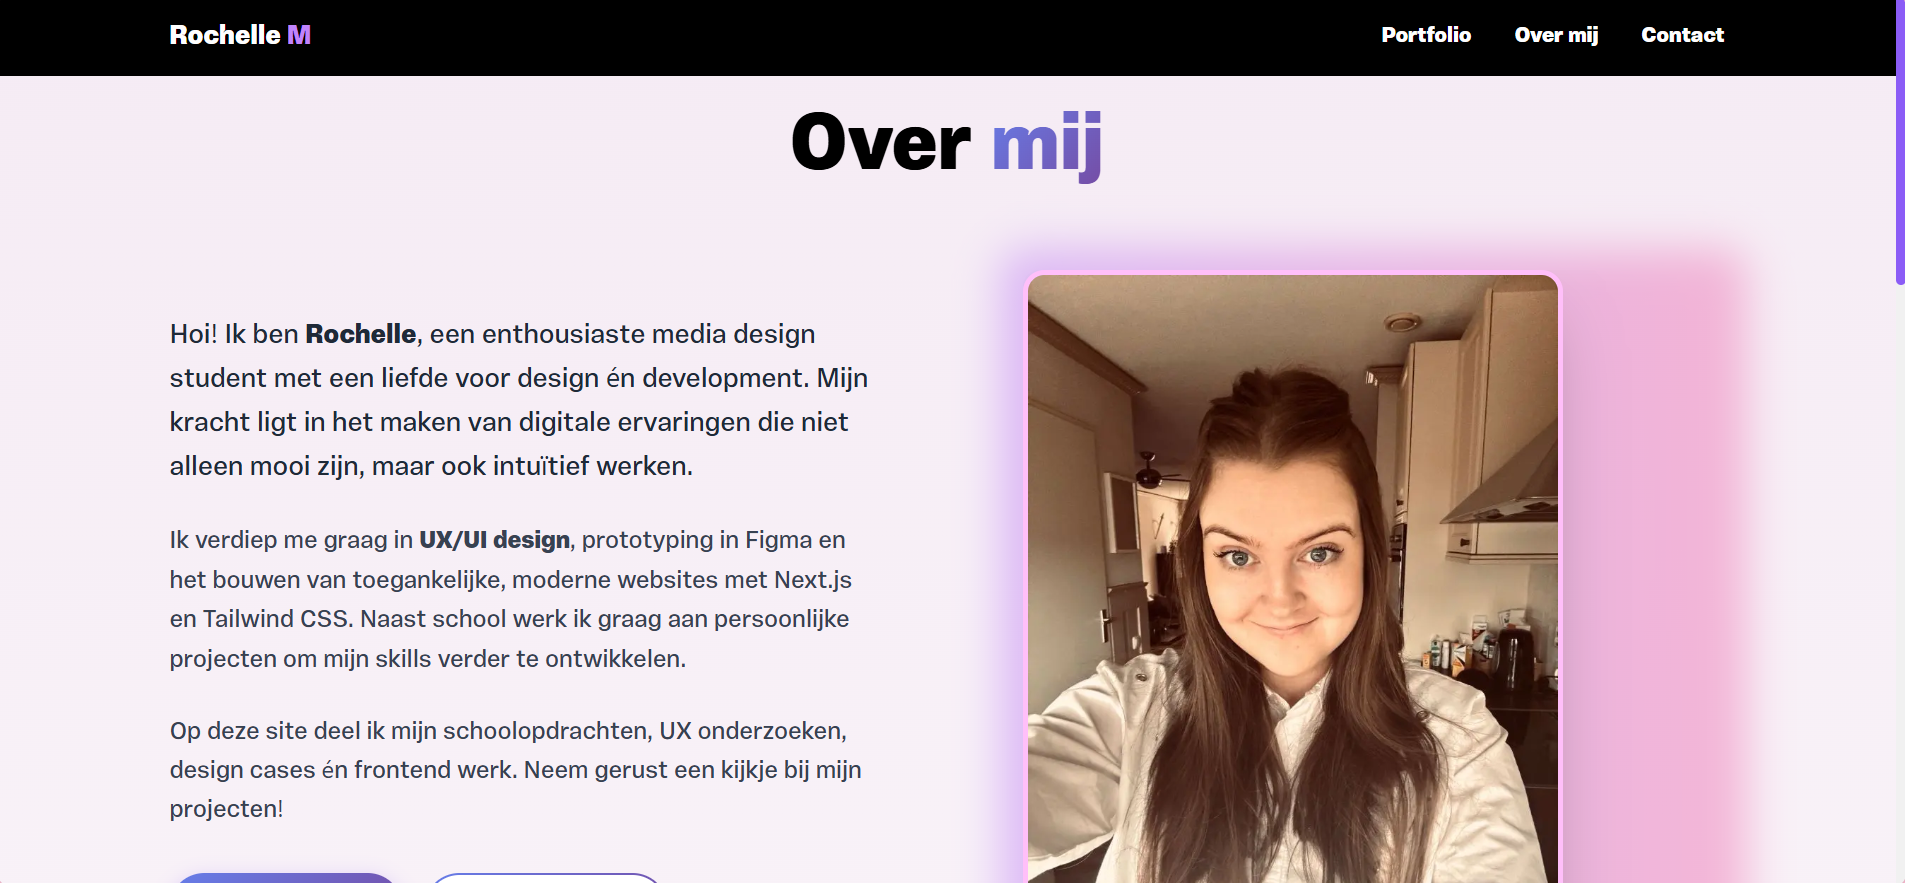 Rochelle M
Portfolio
Over mij
Contact
Over mij
Hoi! Ik ben Rochelle, een enthousiaste media design
student met een liefde voor design én development. Mijn
kracht ligt in het maken van digitale ervaringen die niet
alleen mooi zijn, maar ook intuïtief werken.
Ik verdiep me graag in UX/UI design, prototyping in Figma en
het bouwen van toegankelijke, moderne websites met Next.js
en Tailwind CSS. Naast school werk ik graag aan persoonlijke
projecten om mijn skills verder te ontwikkelen.
Op deze site deel ik mijn schoolopdrachten, UX onderzoeken,
design cases én frontend werk. Neem gerust een kijkje bij mijn
projecten!